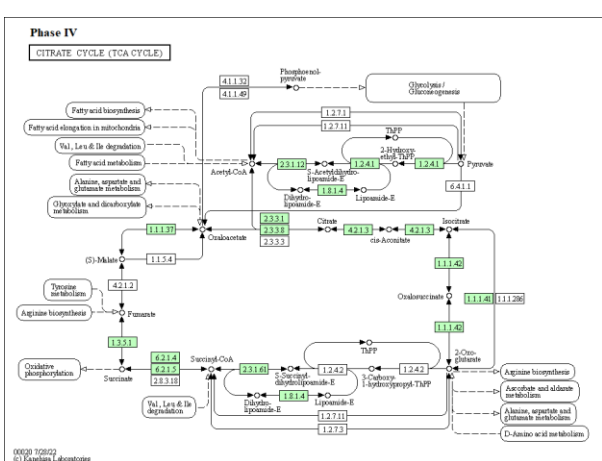 Phase IV
CITRATE CYCLE (TCA CYCLE)
4.1.1.32
4.1.1.49
Phosphoenol-
pyruvate
Glycolysis /
Gluconeogenesis
Fatty acid biosynthesis
Fatty acid elongation in mitochondria
Val, Leu & Ile degradation
Fatty acid metabolism
Alanine, aspartate and
glutamate metabolism
Glyoxylate and dicarboxylate
metabolism
1.2.7.1
1.2.7.11
ThPP
2-Hydroxy-
ethyl-ThPP
2.3.1.12
1.2.4.1
1.2.4.1
Pyruvate
Acetyl-CoA
S-Acetyldihydro-
lipoamide-E
1.8.1.4
Dihydro-
lipoamide-E
Lipoamide-E
6.4.1.1
1.1.1.37
Oxaloacetate
2.3.3.1
2.3.3.8
2.3.3.3
Citrate
4.2.1.3
cis-Aconitate
4.2.1.3
Isocitrate
(S)-Malate
1.1.5.4
1.1.1.42
4.2.1.2
Tyrosine
metabolism
Arginine biosynthesis
Fumarate
Oxalosuccinate
1.1.1.41
1.1.1.286
1.1.1.42
1.3.5.1
ThPP
Oxidative
phosphorylation
Succinate
6.2.1.4
6.2.1.5
2.8.3.18
Succinyl-CoA
2.3.1.61
S-Succinyl-
dihydrolipoamide-E
1.2.4.2
3-Carboxy-
1-hydroxypropyl-ThPP
1.2.4.2
2-Oxo-
glutarate
1.8.1.4
Dihydro-
lipoamide-E
Lipoamide-E
Val, Leu & Ile
degradation
1.2.7.11
1.2.7.3
Arginine biosynthesis
Ascorbate and aldarate
metabolism
Alanine, aspartate and
glutamate metabolism
D-Amino acid metabolism
00020 7/28/22
(c) Kanehisa Laboratories